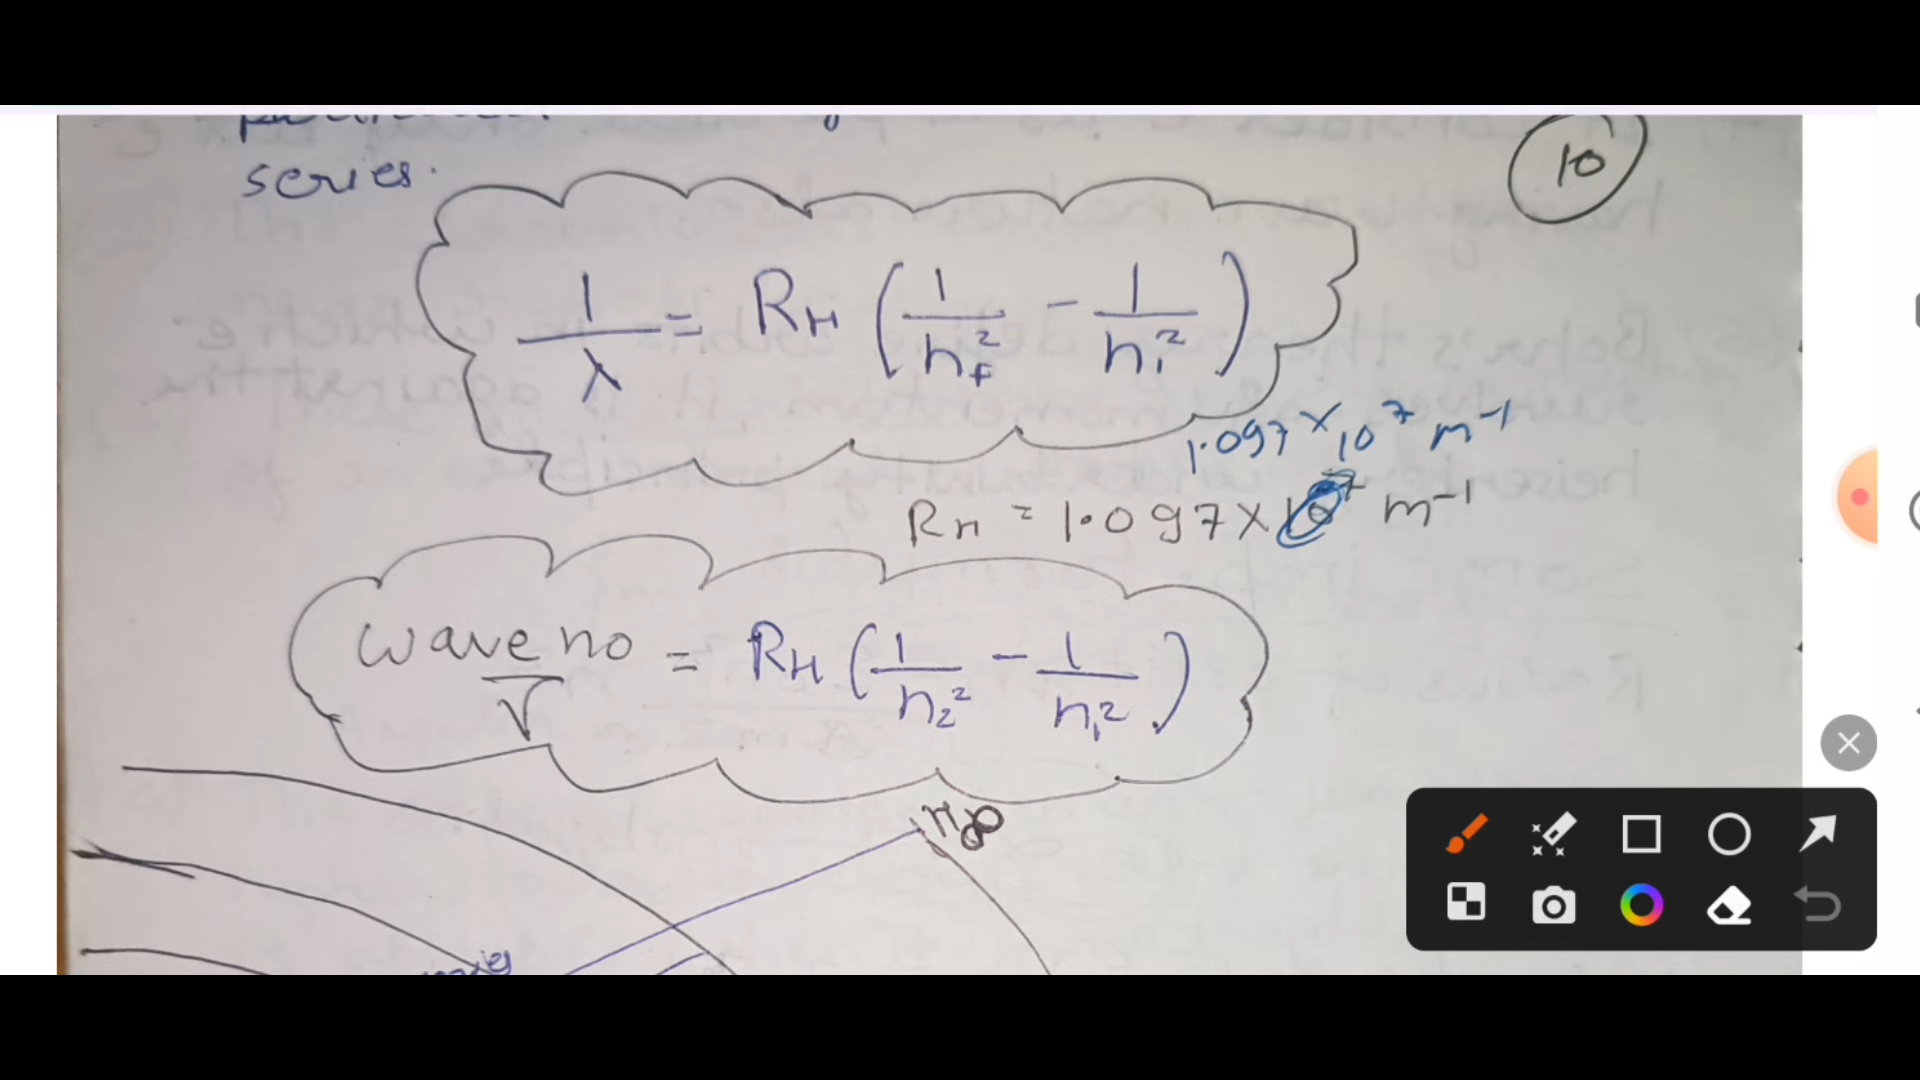 10
series.
1/λ = RH (1/nf² - 1/ni²)
1.097 × 10⁷ m⁻¹
RH = 1.097 × 10⁷ m⁻¹
wave no
ν̅ = RH (1/n₂² - 1/n₁²)